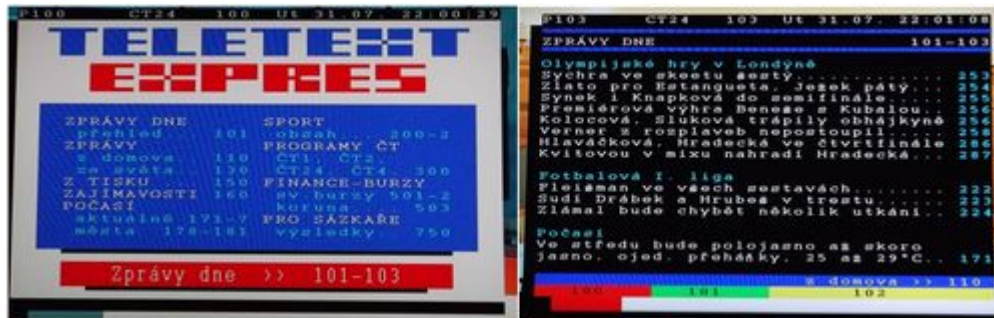 P100 CT24 100 Út 31.07. 22:00:29
TELETEXT
EXPRES
ZPRÁVY DNE SPORT
přehled 101 obsah... 200-2
ZPRÁVY PROGRAMY ČT
z domova.. 110 ČT1, ČT2,
ze světa.. 130 ČT24 ČT4 300
Z TISKU 150 FINANCE-BURZY
ZAJÍMAVOSTI 160 sv.burzy 501-2
POČASÍ koruna... 503
aktuálně 171-7 PRO SÁZKAŘE
města 178-181 výsledky 750
Zprávy dne >> 101-103
P103 CT24 103 Út 31.07. 22:01:08
ZPRÁVY DNE 101-103
Olympijské hry v Londýně
Sychra ve skeetu šestý............ 253
Zlato pro Estangueta, Ježek pátý.. 254
Synek i Knapková do semifinále... 255
Premiérová výhra Beneše s Kubalou. 256
Kolocová, Sluková trápily obhájkyně 256
Verner z rozplaveb nepostoupil... 258
Hlaváčková, Hradecká ve čtvrtfinále 286
Kvitovou v mixu nahradí Hradecká.. 287
Fotbalová I. liga
Fleišman ve všech sestavách....... 222
Sudí Drábek a Hrubeš v trestu.... 223
Zlámal bude chybět několik utkání.. 224
Počasí
Ve středu bude polojasno až skoro
jasno, ojed. přeháňky, 25 až 29°C.. 171
z domova >> 110
100 101 102